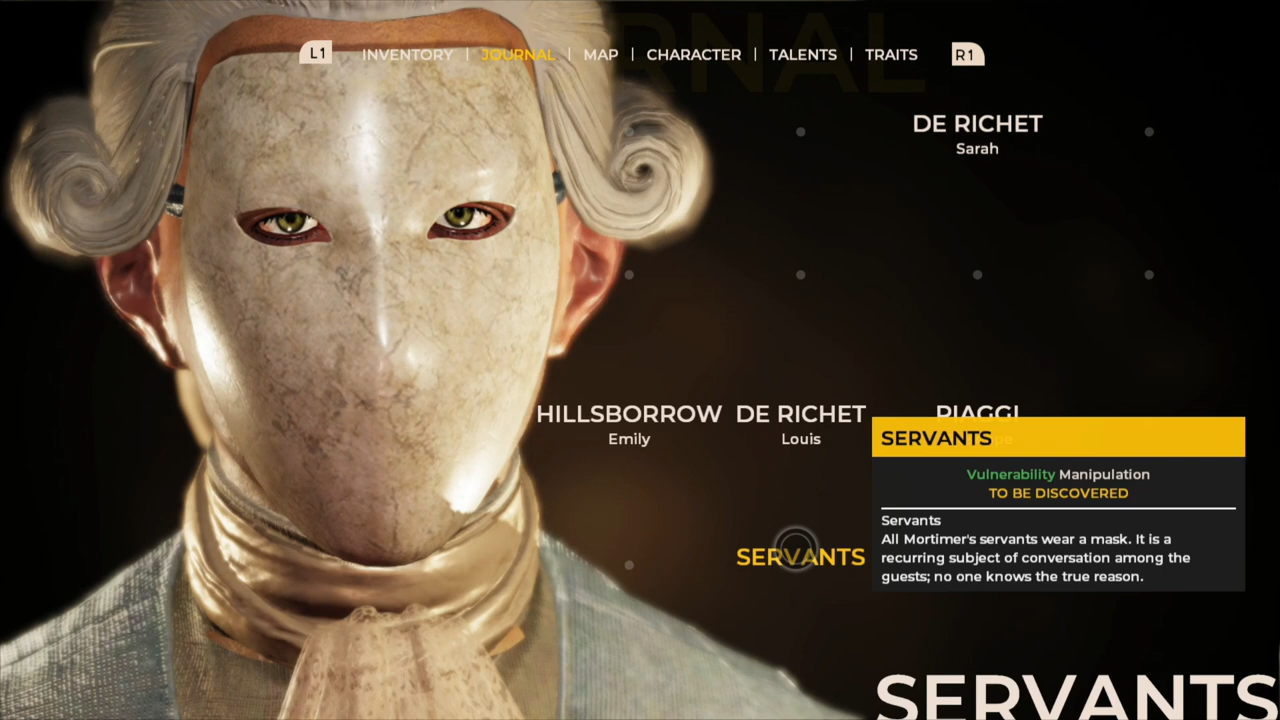 L1 INVENTORY | JOURNAL | MAP | CHARACTER | TALENTS | TRAITS R1
DE RICHET
Sarah
HILLSBORROW DE RICHET PIAGGI
Emily Louis
SERVANTS
Vulnerability Manipulation
TO BE DISCOVERED
Servants
All Mortimer's servants wear a mask. It is a
recurring subject of conversation among the
guests; no one knows the true reason.
SERVANTS
SERVANTS